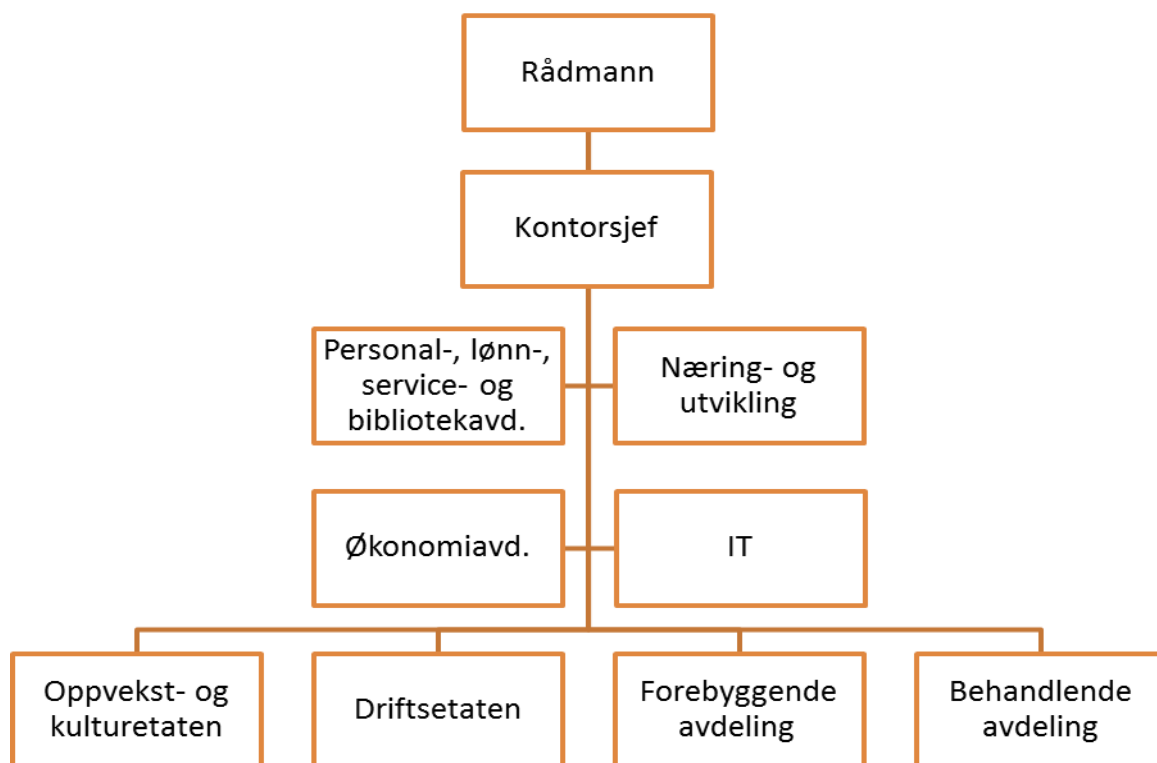 Rådmann
Kontorsjef
Personal-, lønn-,
service- og
bibliotekavd.
Næring- og
utvikling
Økonomiavd.
IT
Oppvekst- og
kulturetaten
Driftsetaten
Forebyggende
avdeling
Behandlende
avdeling